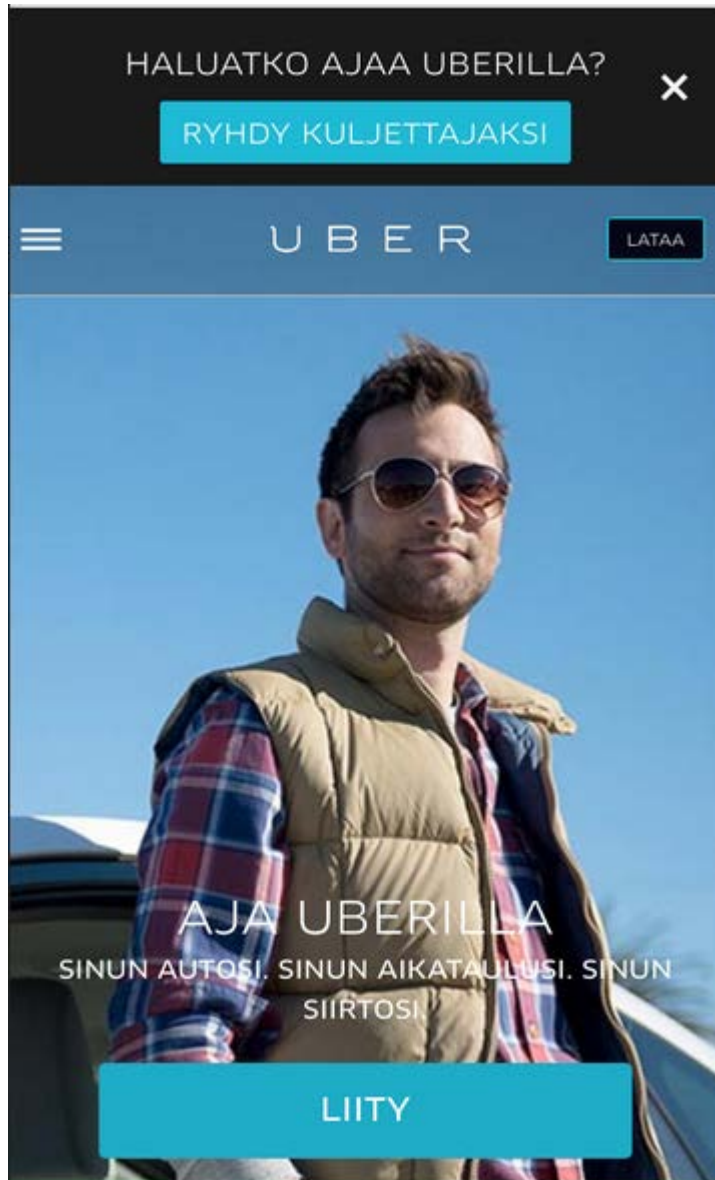 HALUATKO AJAA UBERILLA?
RYHDY KULJETTAJAKSI
UBER
LATAA
AJA UBERILLA
SINUN AUTOSI. SINUN AIKATAULUSI. SINUN
SIIRTOSI.
LIITY